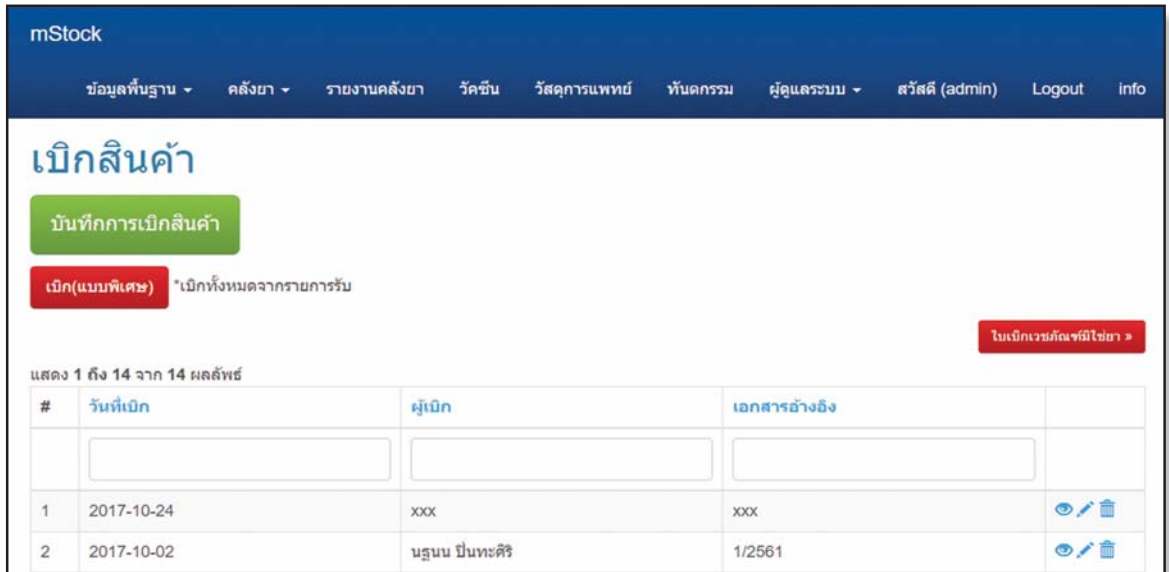 mStock
ข้อมูลพื้นฐาน คลังยา รายงานคลังยา วัคซีน วัสดุการแพทย์ ทันตกรรม ผู้ดูแลระบบ สวัสดี (admin) Logout info
เบิกสินค้า
บันทึกการเบิกสินค้า
เบิก(แบบพิเศษ) *เบิกทั้งหมดจากรายการรับ
ใบเบิกเวชภัณฑ์มิใช่ยา »
แสดง 1 ถึง 14 จาก 14 ผลลัพธ์
# วันที่เบิก ผู้เบิก เอกสารอ้างอิง
1 2017-10-24 xxx xxx
2 2017-10-02 นฐนน ปิ่นทะศิริ 1/2561